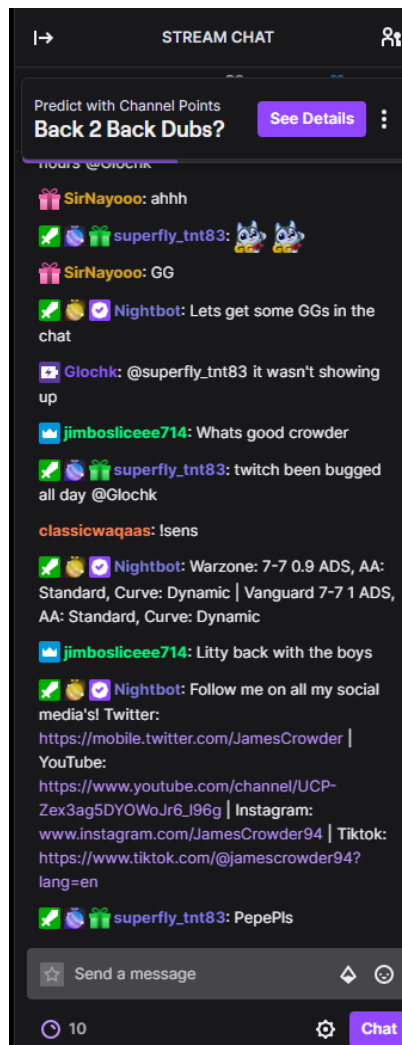 STREAM CHAT
Predict with Channel Points
Back 2 Back Dubs?
See Details
hours @Glochk
SirNayooo: ahhh
superfly_tnt83:
SirNayooo: GG
Nightbot: Lets get some GGs in the
chat
Glochk: @superfly_tnt83 it wasn't showing
up
jimbosliceee714: Whats good crowder
superfly_tnt83: twitch been bugged
all day @Glochk
classicwaqaas: !sens
Nightbot: Warzone: 7-7 0.9 ADS, AA:
Standard, Curve: Dynamic | Vanguard 7-7 1 ADS,
AA: Standard, Curve: Dynamic
jimbosliceee714: Litty back with the boys
Nightbot: Follow me on all my social
media's! Twitter:
https://mobile.twitter.com/JamesCrowder |
YouTube:
https://www.youtube.com/channel/UCP-
Zex3ag5DYOWoJr6_l96g | Instagram:
www.instagram.com/JamesCrowder94 | Tiktok:
https://www.tiktok.com/@jamescrowder94?
lang=en
superfly_tnt83: PepePls
Send a message
10
Chat